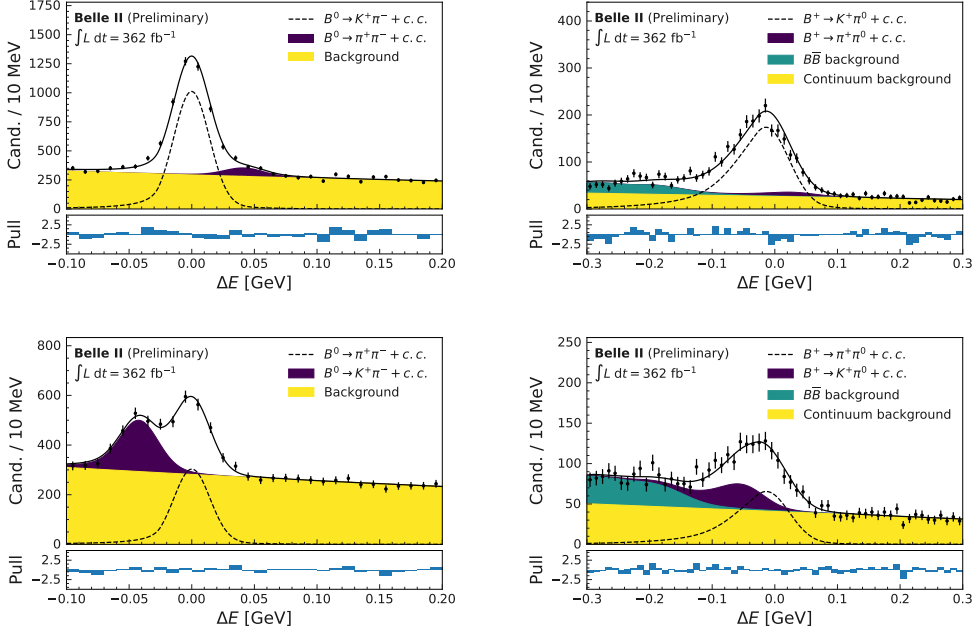 Belle II (Preliminary)
∫L dt = 362 fb⁻¹
B⁰ → K⁺π⁻ + c. c.
B⁰ → π⁺π⁻ + c. c.
Background
Cand. / 10 MeV
1750
1500
1250
1000
750
500
250
0
Pull
2.5
−2.5
−0.10 −0.05 0.00 0.05 0.10 0.15 0.20
ΔE [GeV]
Belle II (Preliminary)
∫L dt = 362 fb⁻¹
B⁺ → K⁺π⁰ + c. c.
B⁺ → π⁺π⁰ + c. c.
BB̅ background
Continuum background
Cand. / 10 MeV
400
300
200
100
0
Pull
2.5
−2.5
−0.3 −0.2 −0.1 0.0 0.1 0.2 0.3
ΔE [GeV]
Belle II (Preliminary)
∫L dt = 362 fb⁻¹
B⁰ → π⁺π⁻ + c. c.
B⁰ → K⁺π⁻ + c. c.
Background
Cand. / 10 MeV
800
600
400
200
0
Pull
2.5
−2.5
−0.10 −0.05 0.00 0.05 0.10 0.15 0.20
ΔE [GeV]
Belle II (Preliminary)
∫L dt = 362 fb⁻¹
B⁺ → π⁺π⁰ + c. c.
B⁺ → K⁺π⁰ + c. c.
BB̅ background
Continuum background
Cand. / 10 MeV
250
200
150
100
50
0
Pull
2.5
−2.5
−0.3 −0.2 −0.1 0.0 0.1 0.2 0.3
ΔE [GeV]